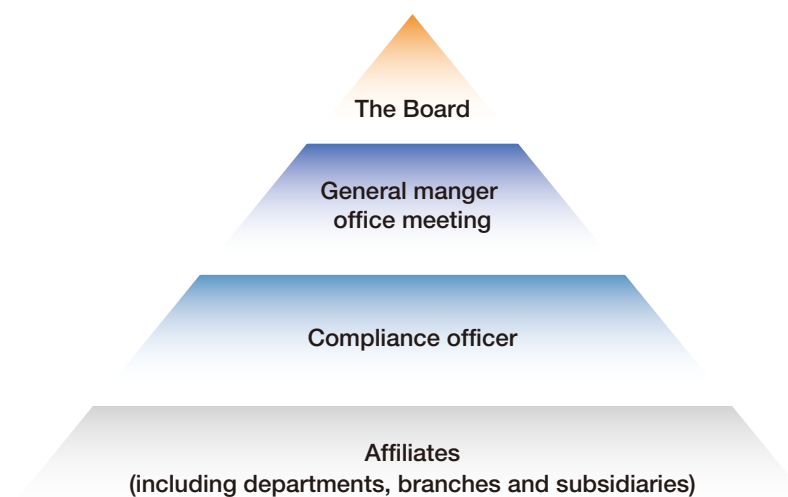 The Board
General manger
office meeting
Compliance officer
Affiliates
(including departments, branches and subsidiaries)